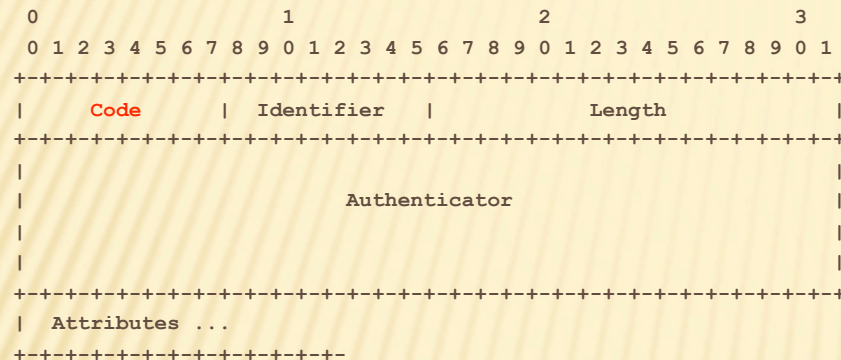 0                   1                   2                   3
 0 1 2 3 4 5 6 7 8 9 0 1 2 3 4 5 6 7 8 9 0 1 2 3 4 5 6 7 8 9 0 1
+-+-+-+-+-+-+-+-+-+-+-+-+-+-+-+-+-+-+-+-+-+-+-+-+-+-+-+-+-+-+-+-+
|     Code      |  Identifier   |            Length             |
+-+-+-+-+-+-+-+-+-+-+-+-+-+-+-+-+-+-+-+-+-+-+-+-+-+-+-+-+-+-+-+-+
|                                                               |
|                         Authenticator                         |
|                                                               |
|                                                               |
+-+-+-+-+-+-+-+-+-+-+-+-+-+-+-+-+-+-+-+-+-+-+-+-+-+-+-+-+-+-+-+-+
|  Attributes ...
+-+-+-+-+-+-+-+-+-+-+-+-+-